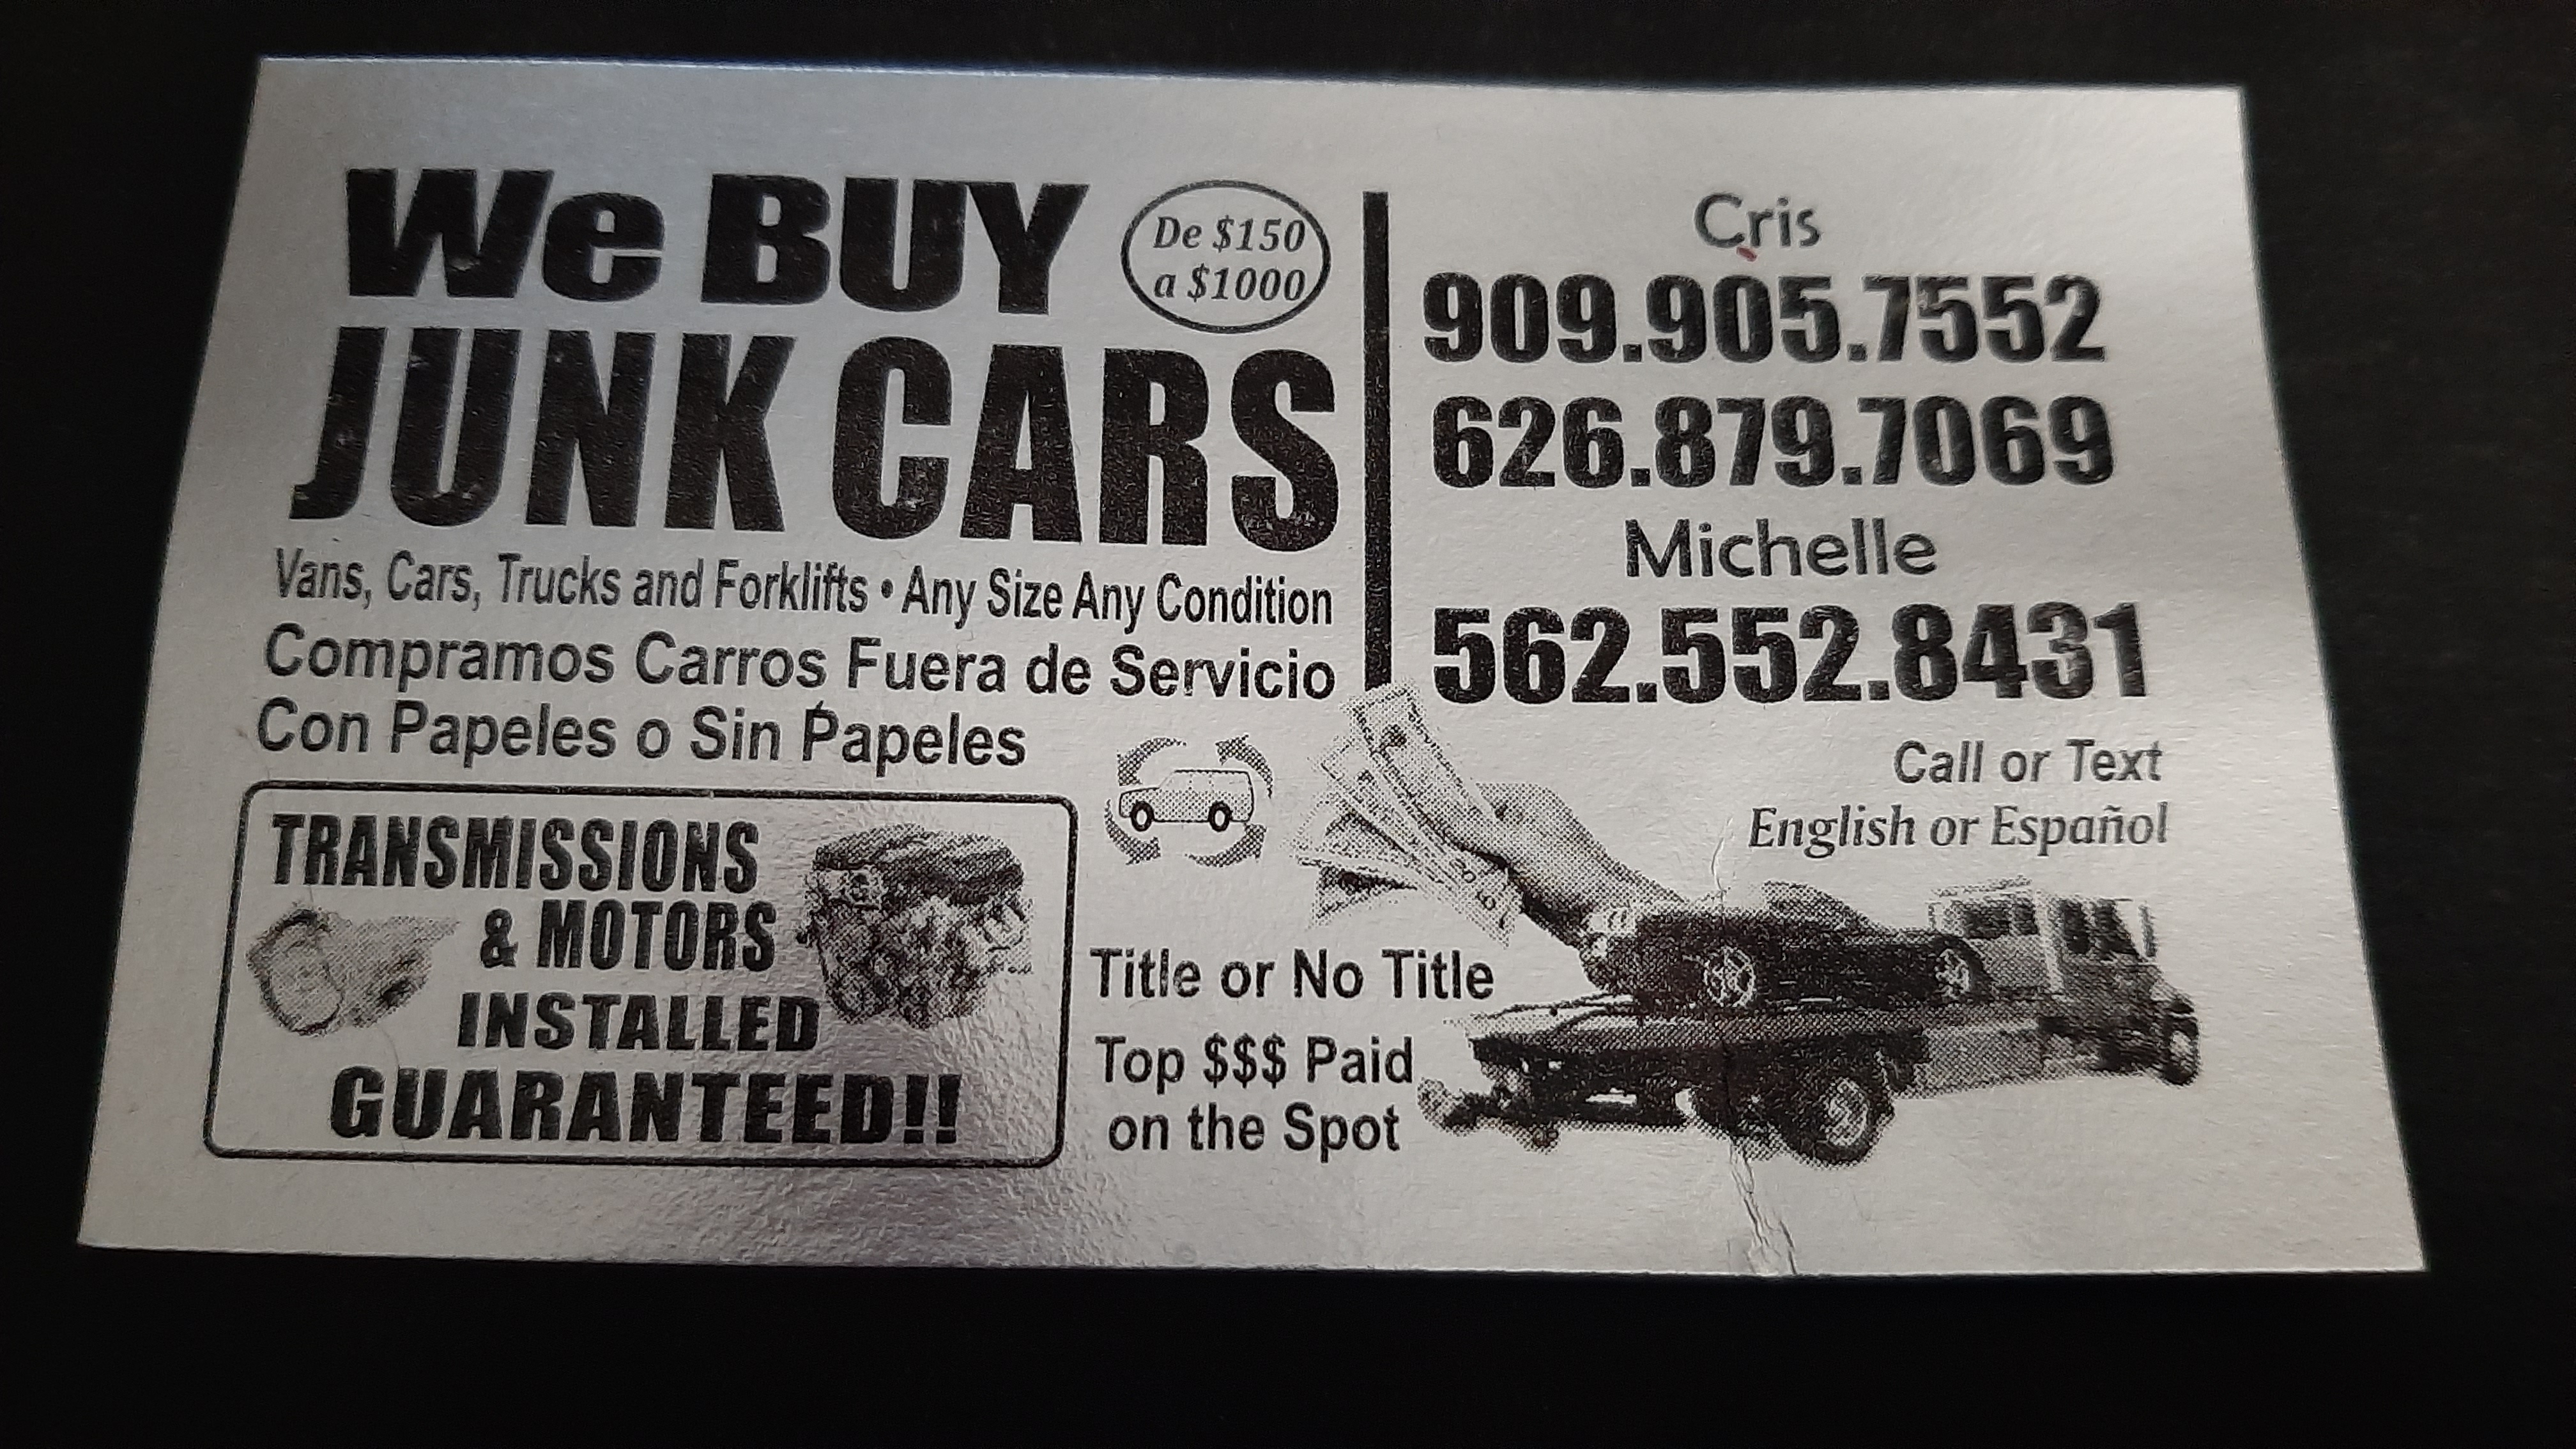 We BUY
De $150
a $1000
JUNK CARS
Vans, Cars, Trucks and Forklifts • Any Size Any Condition
Compramos Carros Fuera de Servicio
Con Papeles o Sin Papeles
TRANSMISSIONS
& MOTORS
INSTALLED
GUARANTEED!!
Title or No Title
Top $$$ Paid
on the Spot
Cris
909.905.7552
626.879.7069
Michelle
562.552.8431
Call or Text
English or Español